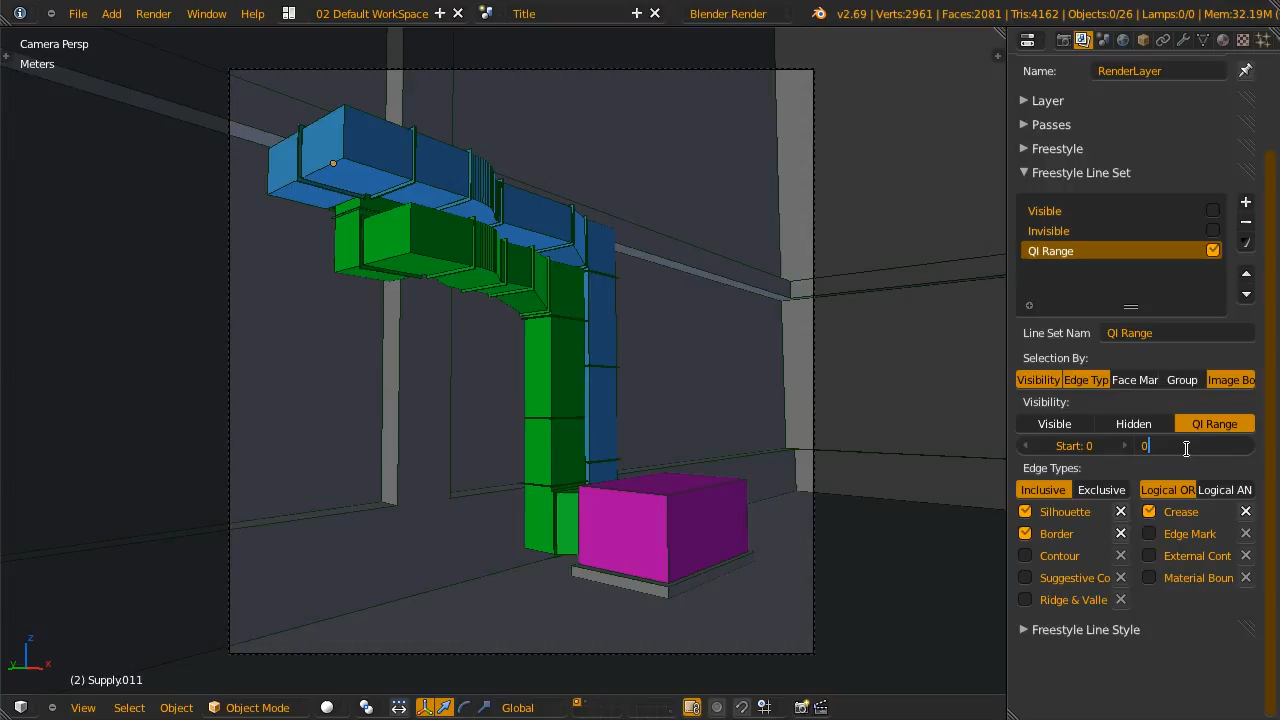 File Add Render Window Help 02 Default WorkSpace Title Blender Render v2.69 | Verts:2961 | Faces:2081 | Tris:4162 | Objects:0/26 | Lamps:0/0 | Mem:32.19M
Camera Persp
Meters
Name: RenderLayer
Layer
Passes
Freestyle
Freestyle Line Set
Visible
Invisible
QI Range
Line Set Nam QI Range
Selection By:
Visibility Edge Typ Face Mar Group Image Bo
Visibility:
Visible Hidden QI Range
Start: 0 0
Edge Types:
Inclusive Exclusive Logical OR Logical AN
Silhouette Crease
Border Edge Mark
Contour External Cont
Suggestive Co Material Boun
Ridge & Valle
Freestyle Line Style
z
y x
(2) Supply.011
View Select Object Object Mode Global